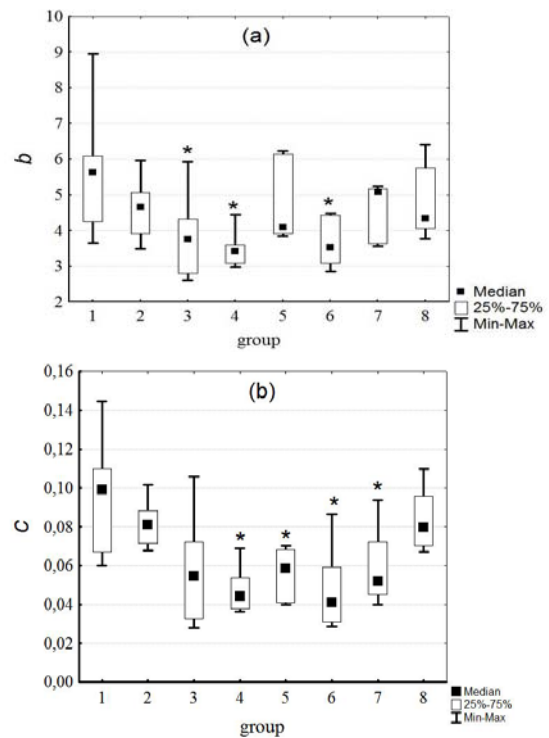 (a)
10
9
8
7
6
5
4
3
2
b
* * *
1 2 3 4 5 6 7 8
group
Median
25%-75%
Min-Max
(b)
0,16
0,14
0,12
0,10
0,08
0,06
0,04
0,02
0,00
C
* * * *
1 2 3 4 5 6 7 8
group
Median
25%-75%
Min-Max